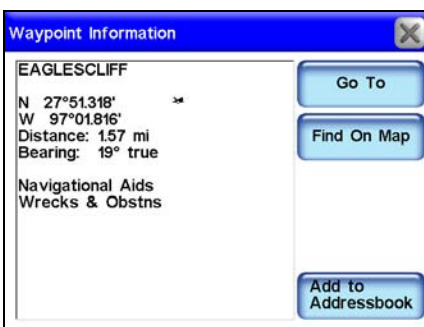 Waypoint Information
EAGLESCLIFF
N 27°51.318'
W 97°01.816'
Distance: 1.57 mi
Bearing: 19° true
Navigational Aids
Wrecks & Obstns
Go To
Find On Map
Add to
Addressbook